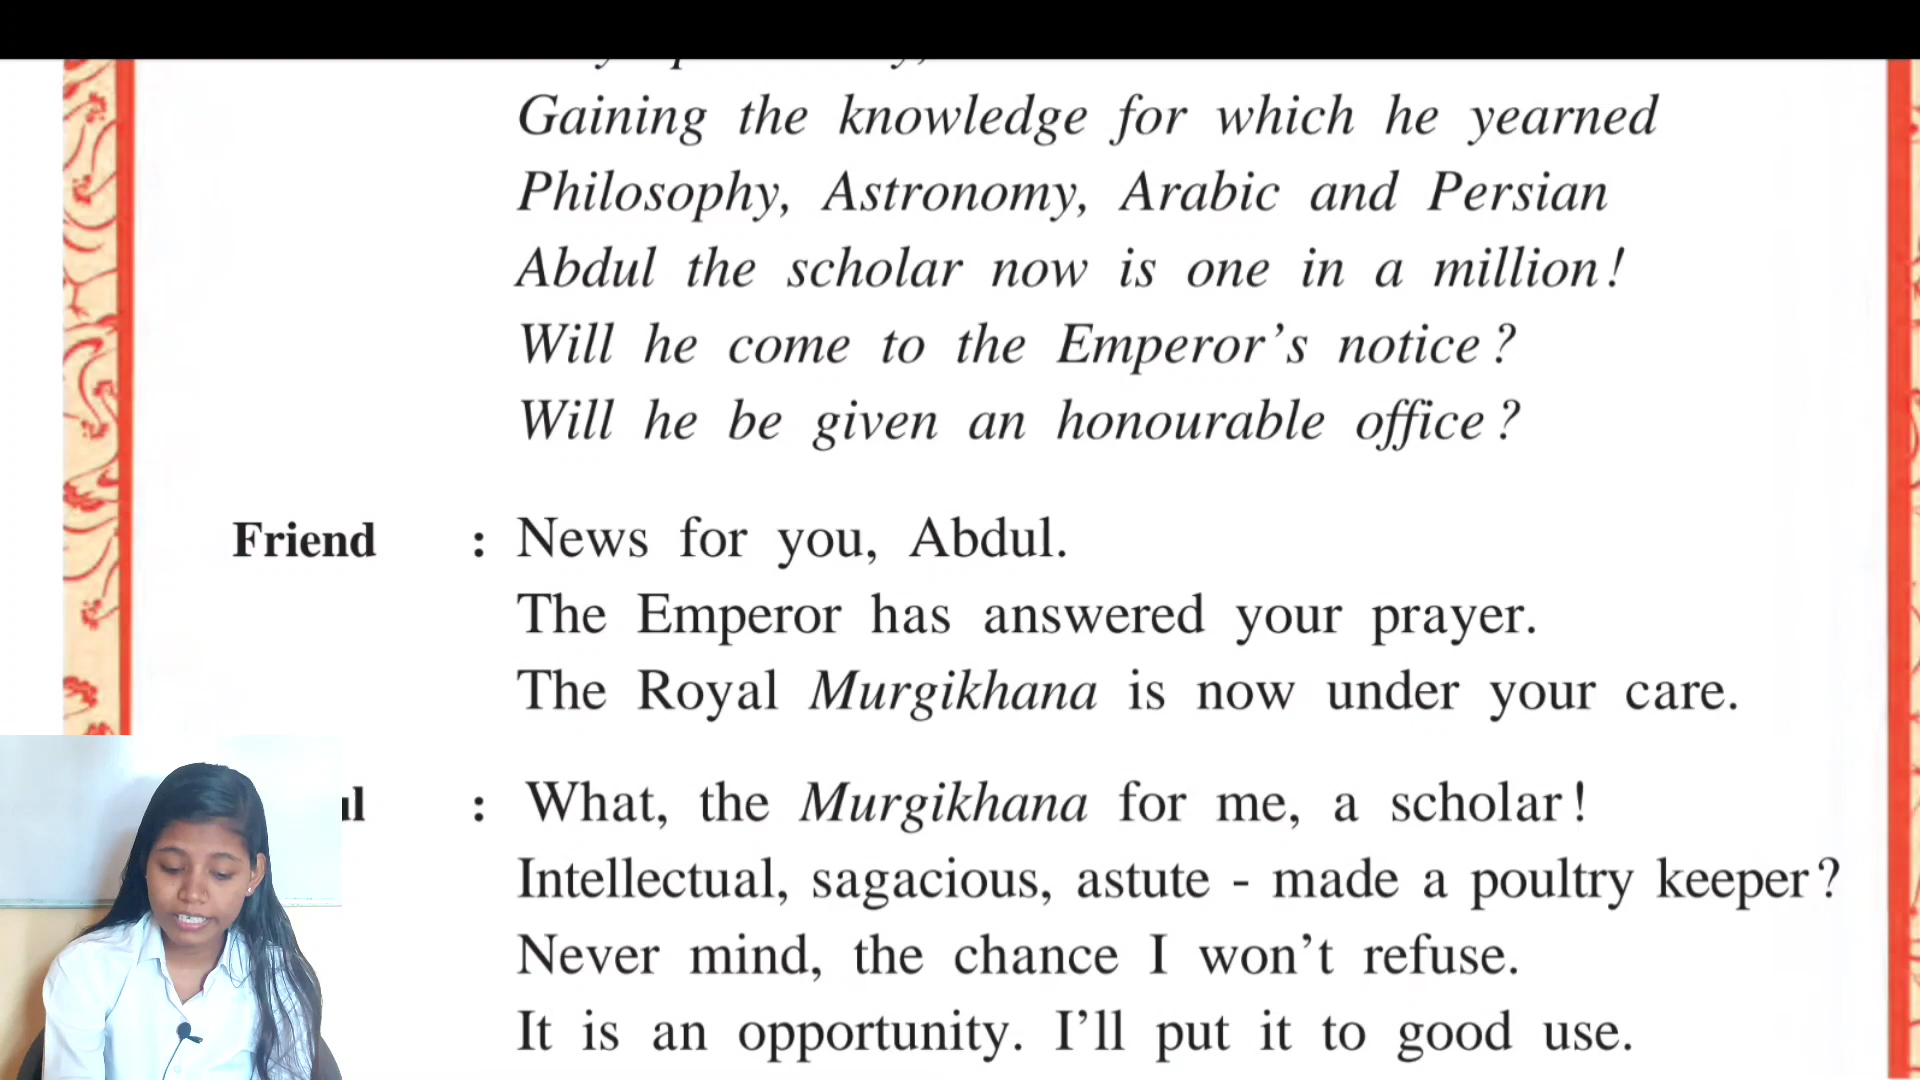 Gaining the knowledge for which he yearned
Philosophy, Astronomy, Arabic and Persian
Abdul the scholar now is one in a million!
Will he come to the Emperor's notice?
Will he be given an honourable office?
Friend : News for you, Abdul.
The Emperor has answered your prayer.
The Royal Murgikhana is now under your care.
ul : What, the Murgikhana for me, a scholar!
Intellectual, sagacious, astute - made a poultry keeper?
Never mind, the chance I won't refuse.
It is an opportunity. I'll put it to good use.